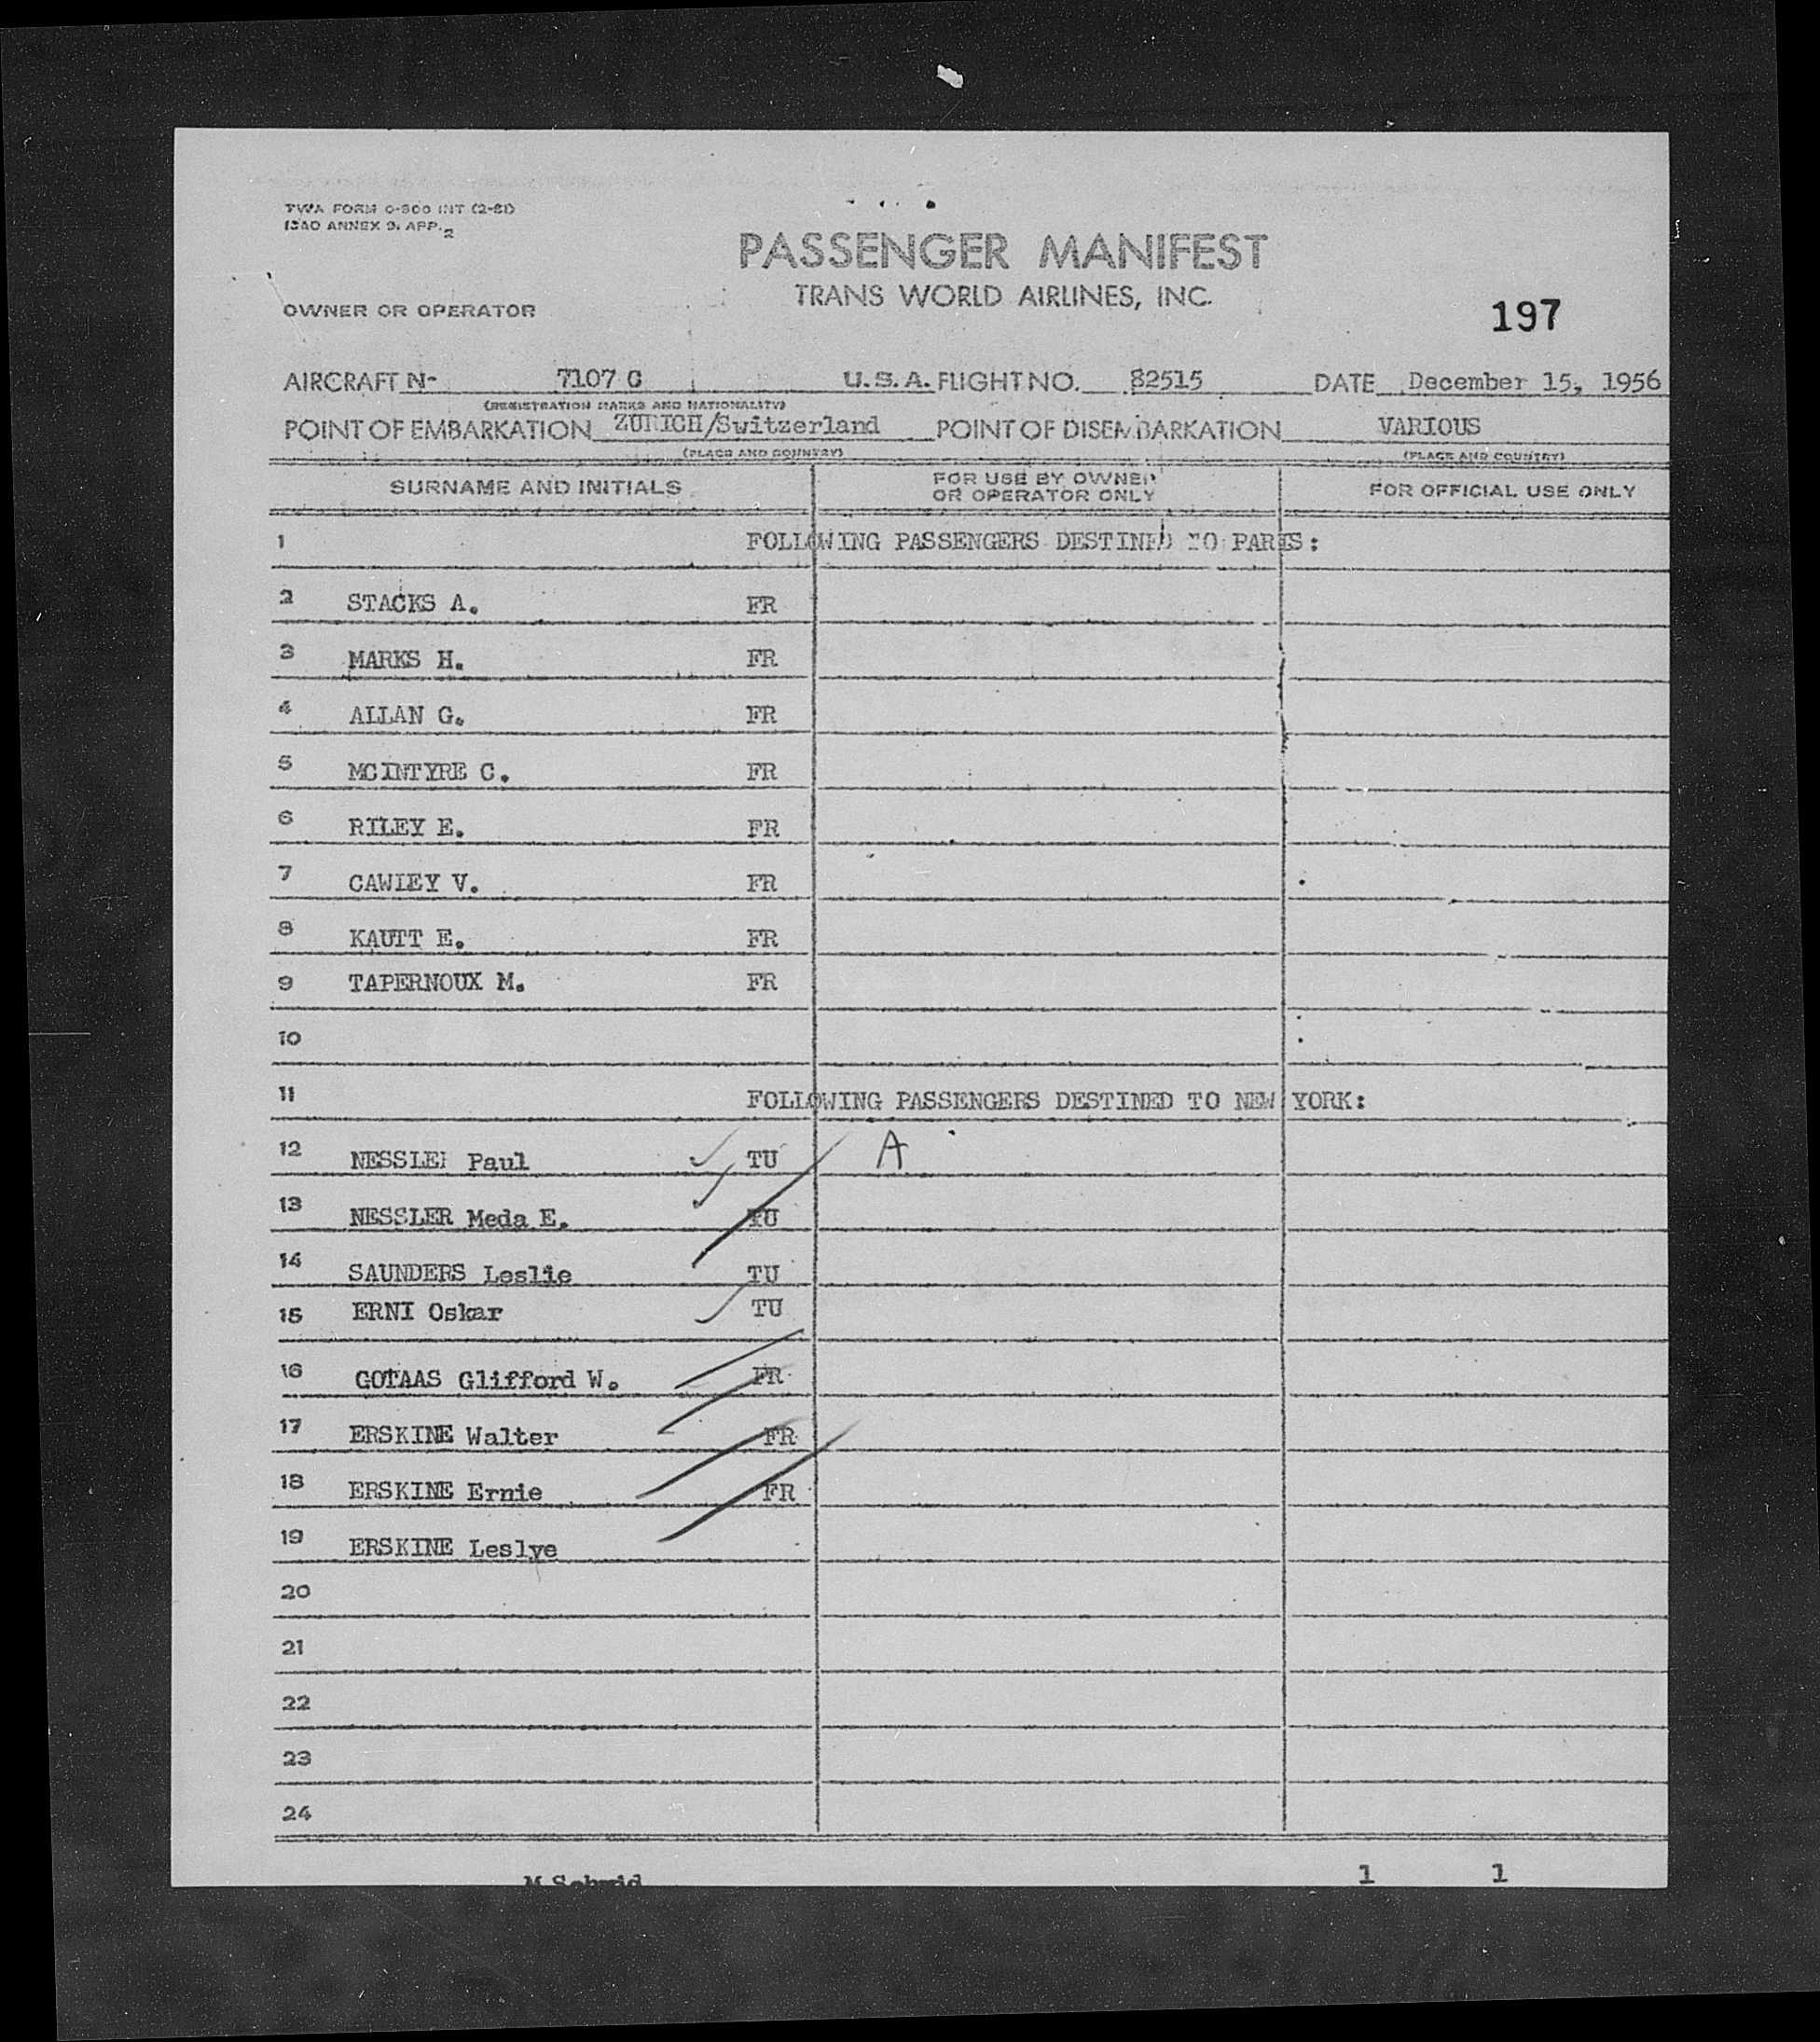 TWA FORM O-900 INT (2-51)
ICAO ANNEX 9. APP. 2
PASSENGER MANIFEST
TRANS WORLD AIRLINES, INC.
OWNER OR OPERATOR
197
AIRCRAFT N- 7107 C U.S.A. FLIGHT NO. 82515 DATE December 15, 1956
(REGISTRATION MARKS AND NATIONALITY)
POINT OF EMBARKATION ZURICH/Switzerland POINT OF DISEMBARKATION VARIOUS
(PLACE AND COUNTRY) (PLACE AND COUNTRY)
SURNAME AND INITIALS FOR USE BY OWNER OR OPERATOR ONLY FOR OFFICIAL USE ONLY
1 FOLLOWING PASSENGERS DESTINED TO PARIS:
2 STACKS A. FR
3 MARKS H. FR
4 ALLAN G. FR
5 MCINTYRE C. FR
6 RILEY E. FR
7 CAWLEY V. FR
8 KAUTT E. FR
9 TAPERNOUX M. FR
10
11 FOLLOWING PASSENGERS DESTINED TO NEW YORK:
12 NESSLER Paul TU A
13 NESSLER Meda E. TU
14 SAUNDERS Leslie TU
15 ERNI Oskar TU
16 GOTAAS Glifford W. FR
17 ERSKINE Walter FR
18 ERSKINE Ernie FR
19 ERSKINE Leslye
20
21
22
23
24
M Schmid 1 1